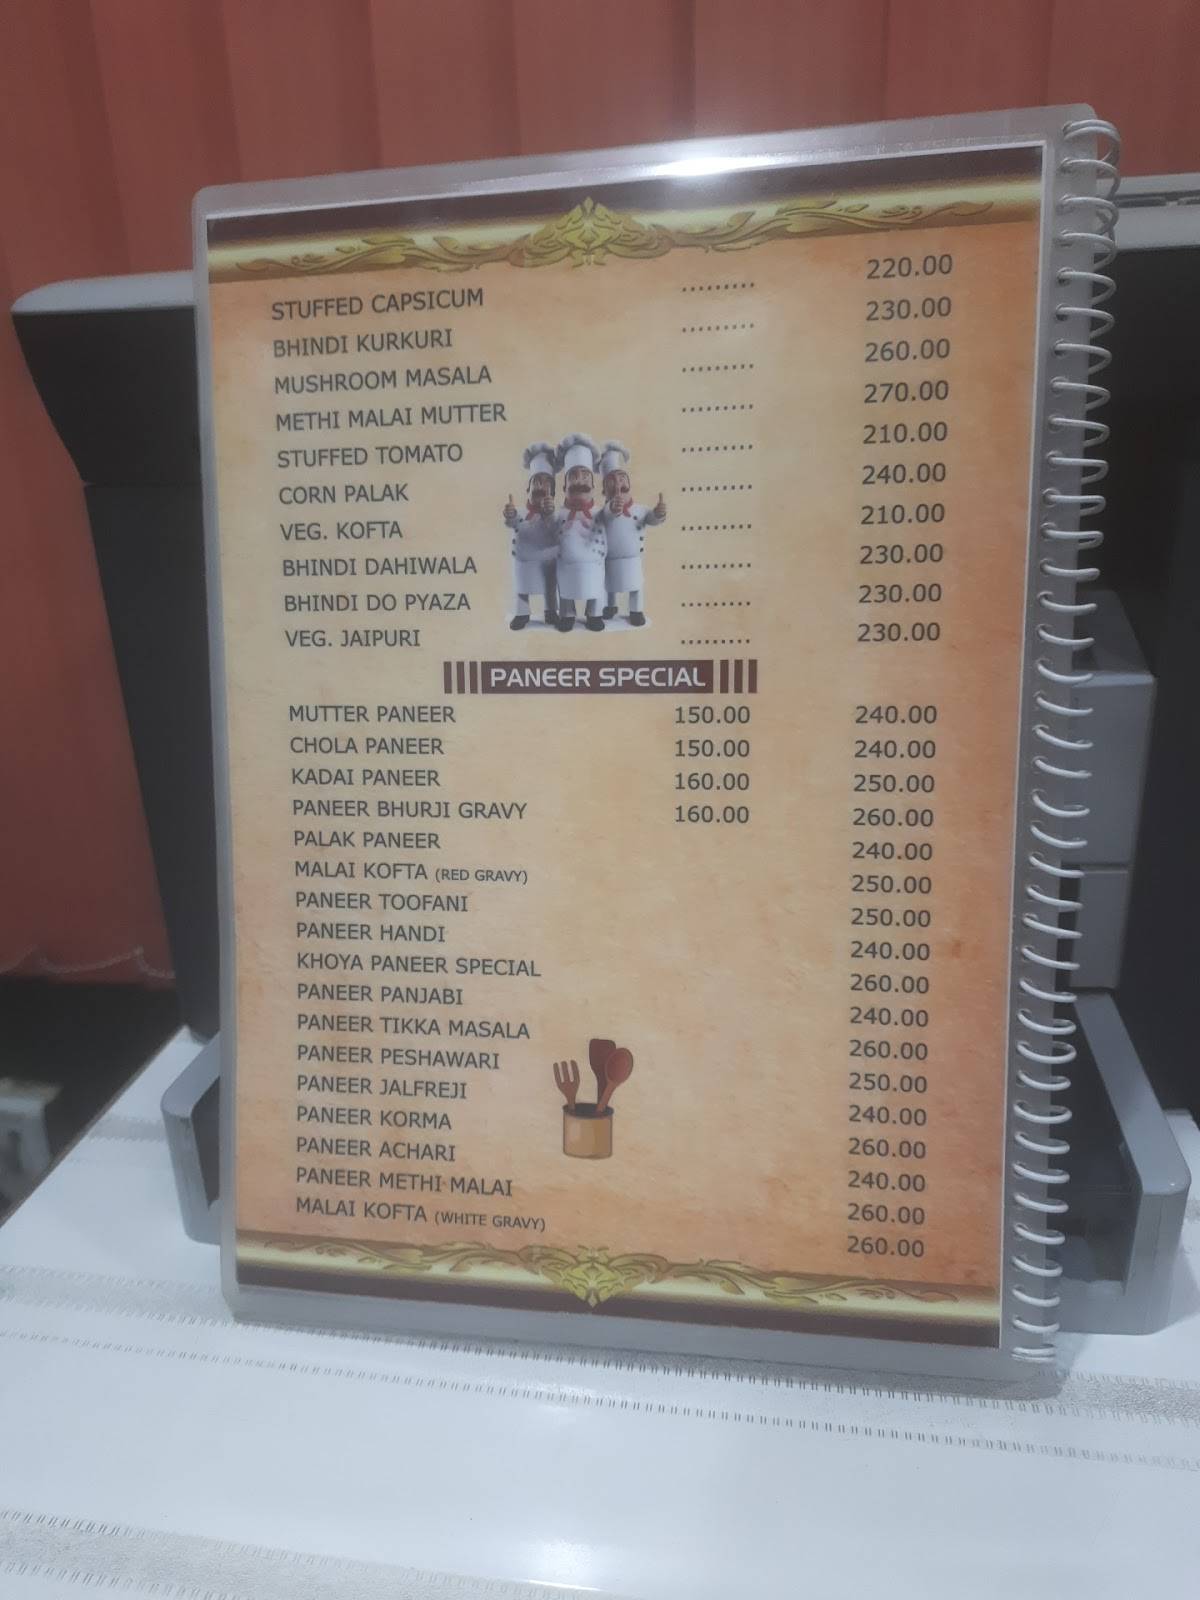 STUFFED CAPSICUM ......... 220.00
BHINDI KURKURI ......... 230.00
MUSHROOM MASALA ......... 260.00
METHI MALAI MUTTER ......... 270.00
STUFFED TOMATO ......... 210.00
CORN PALAK ......... 240.00
VEG. KOFTA ......... 210.00
BHINDI DAHIWALA ......... 230.00
BHINDI DO PYAZA ......... 230.00
VEG. JAIPURI ......... 230.00
PANEER SPECIAL
MUTTER PANEER 150.00 240.00
CHOLA PANEER 150.00 240.00
KADAI PANEER 160.00 250.00
PANEER BHURJI GRAVY 160.00 260.00
PALAK PANEER 240.00
MALAI KOFTA (RED GRAVY) 250.00
PANEER TOOFANI 250.00
PANEER HANDI 240.00
KHOYA PANEER SPECIAL 260.00
PANEER PANJABI 240.00
PANEER TIKKA MASALA 260.00
PANEER PESHAWARI 250.00
PANEER JALFREJI 240.00
PANEER KORMA 260.00
PANEER ACHARI 240.00
PANEER METHI MALAI 260.00
MALAI KOFTA (WHITE GRAVY) 260.00